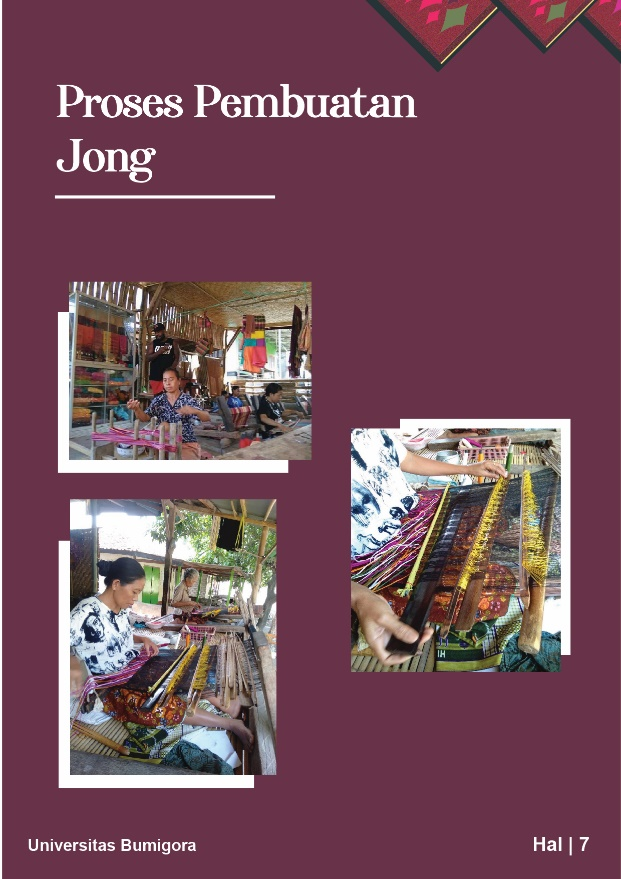 Proses Pembuatan
Jong
Universitas Bumigora
Hal | 7